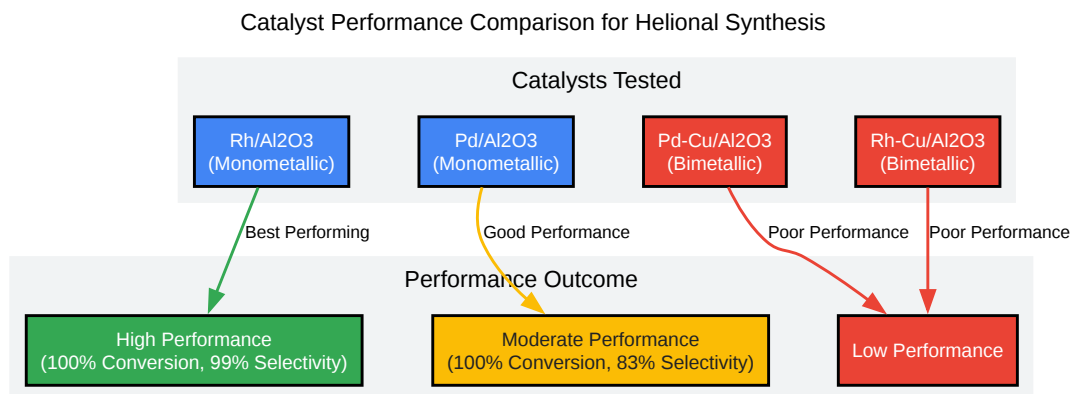 Catalyst Performance Comparison for Helional Synthesis
Catalysts Tested
Rh/Al2O3
(Monometallic)
Pd/Al2O3
(Monometallic)
Pd-Cu/Al2O3
(Bimetallic)
Rh-Cu/Al2O3
(Bimetallic)
Best Performing
Good Performance
Poor Performance
Poor Performance
Performance Outcome
High Performance
(100% Conversion, 99% Selectivity)
Moderate Performance
(100% Conversion, 83% Selectivity)
Low Performance